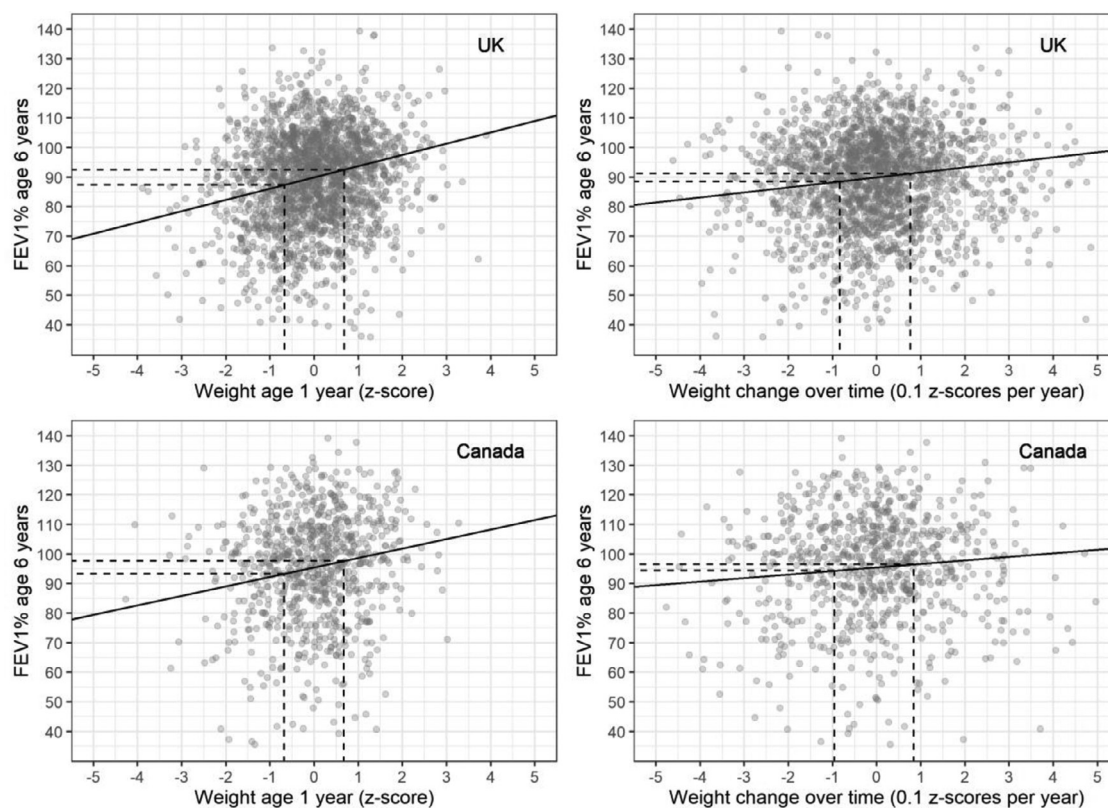 UK
FEV1% age 6 years
140
130
120
110
100
90
80
70
60
50
40
-5 -4 -3 -2 -1 0 1 2 3 4 5
Weight age 1 year (z-score)
UK
FEV1% age 6 years
140
130
120
110
100
90
80
70
60
50
40
-5 -4 -3 -2 -1 0 1 2 3 4 5
Weight change over time (0.1 z-scores per year)
Canada
FEV1% age 6 years
140
130
120
110
100
90
80
70
60
50
40
-5 -4 -3 -2 -1 0 1 2 3 4 5
Weight age 1 year (z-score)
Canada
FEV1% age 6 years
140
130
120
110
100
90
80
70
60
50
40
-5 -4 -3 -2 -1 0 1 2 3 4 5
Weight change over time (0.1 z-scores per year)